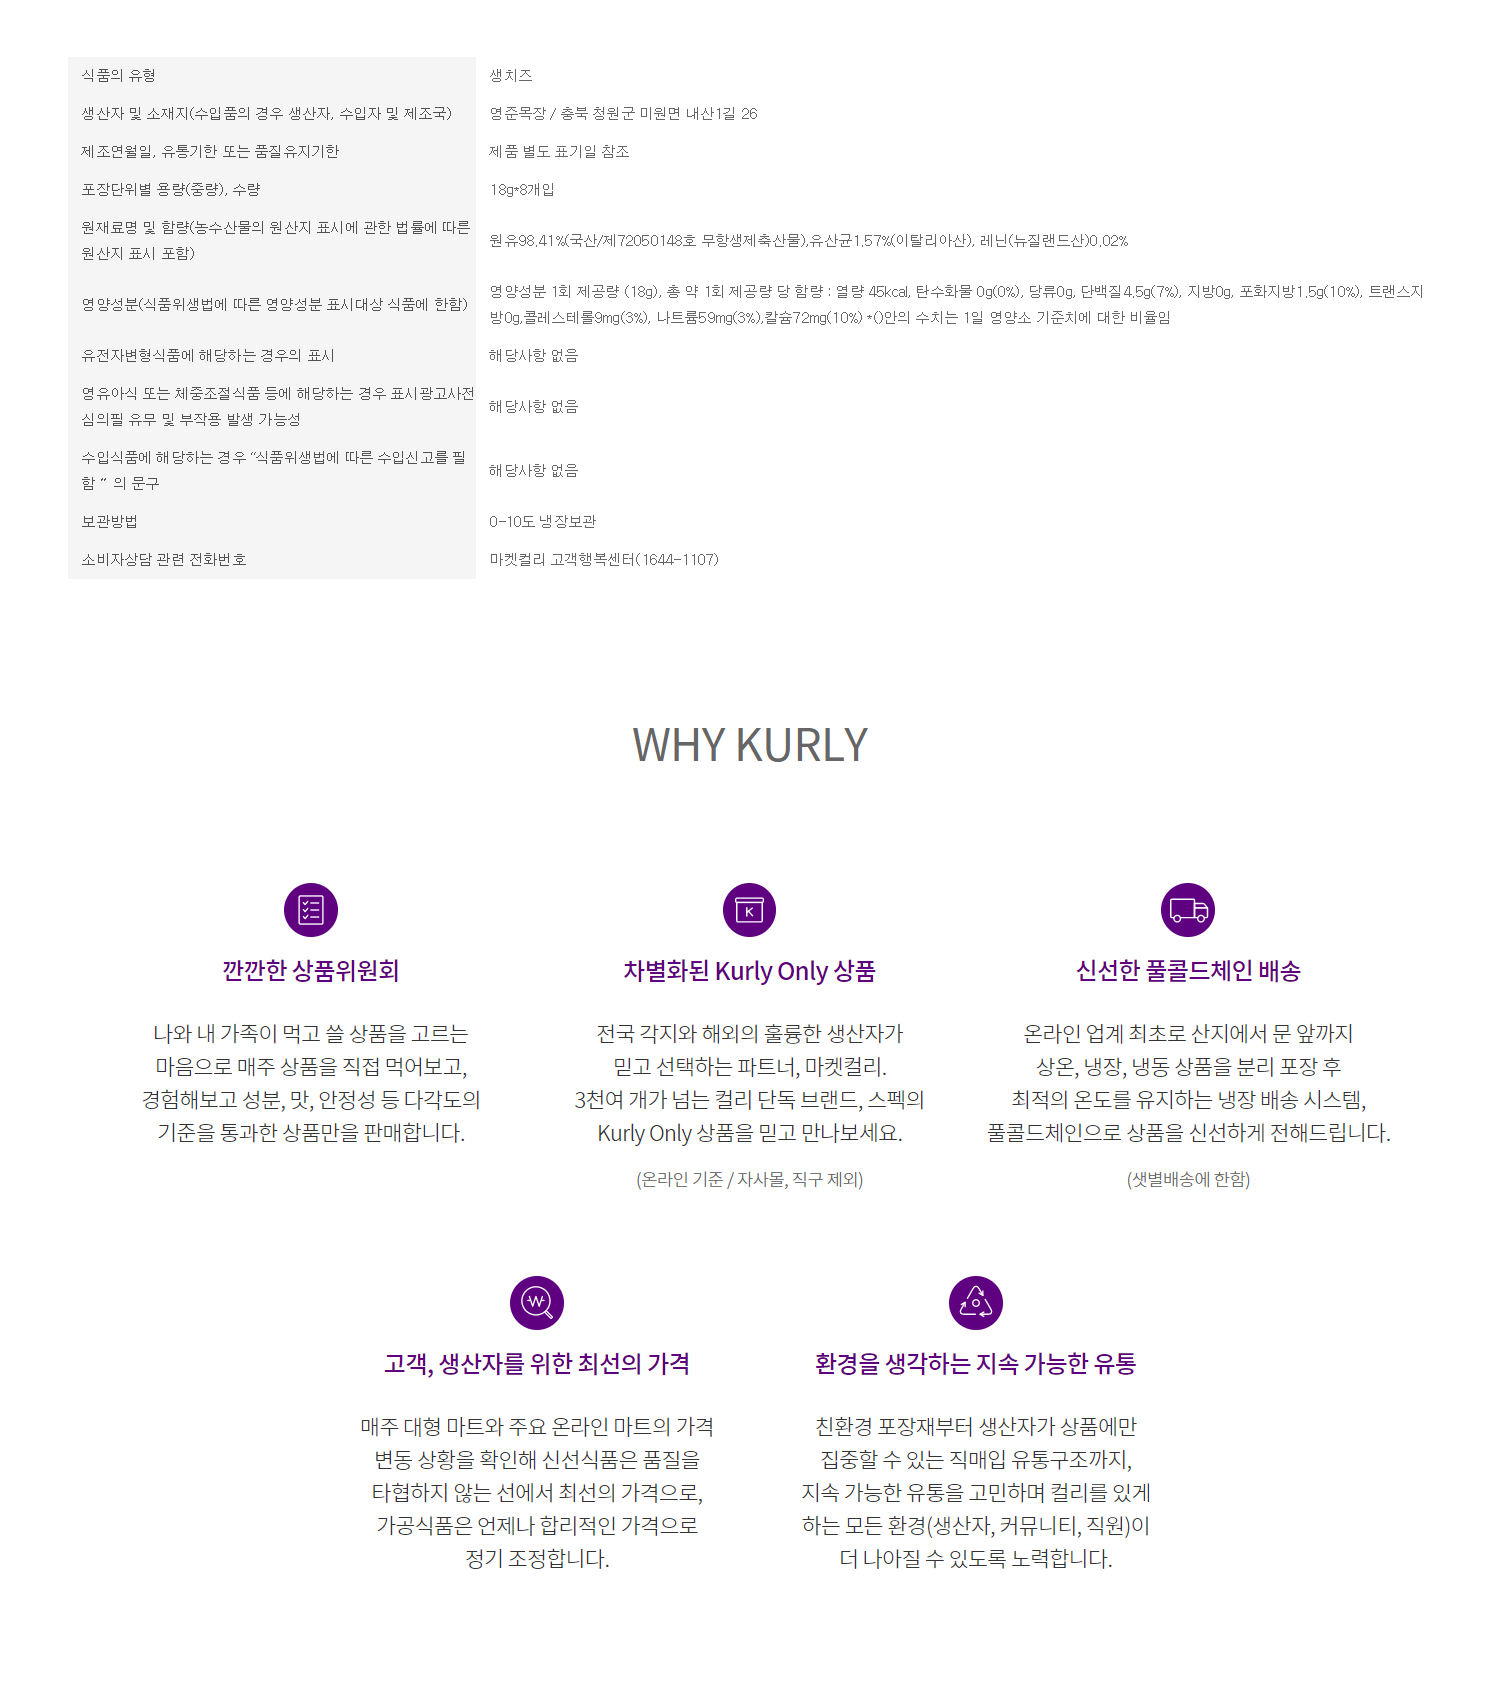 식품의 유형
생치즈
생산자 및 소재지(수입품의 경우 생산자, 수입자 및 제조국)
영준목장 / 충북 청원군 미원면 내산1길 26
제조연월일, 유통기한 또는 품질유지기한
제품 별도 표기일 참조
포장단위별 용량(중량), 수량
18g*8개입
원재료명 및 함량(농수산물의 원산지 표시에 관한 법률에 따른
원산지 표시 포함)
원유98.41%(국산/제72050148호 무항생제축산물),유산균1.57%(이탈리아산), 레닌(뉴질랜드산)0.02%
영양성분(식품위생법에 따른 영양성분 표시대상 식품에 한함)
영양성분 1회 제공량 (18g), 총 약 1회 제공량 당 함량 : 열량 45kcal, 탄수화물 0g(0%), 당류0g, 단백질4.5g(7%), 지방0g, 포화지방1.5g(10%), 트랜스지
방0g,콜레스테롤9mg(3%), 나트륨59mg(3%),칼슘72mg(10%) *()안의 수치는 1일 영양소 기준치에 대한 비율임
유전자변형식품에 해당하는 경우의 표시
해당사항 없음
영유아식 또는 체중조절식품 등에 해당하는 경우 표시광고사전
심의필 유무 및 부작용 발생 가능성
해당사항 없음
수입식품에 해당하는 경우 “식품위생법에 따른 수입신고를 필
함 ” 의 문구
해당사항 없음
보관방법
0-10도 냉장보관
소비자상담 관련 전화번호
마켓컬리 고객행복센터(1644-1107)
WHY KURLY
K
깐깐한 상품위원회
나와 내 가족이 먹고 쓸 상품을 고르는
마음으로 매주 상품을 직접 먹어보고,
경험해보고 성분, 맛, 안정성 등 다각도의
기준을 통과한 상품만을 판매합니다.
차별화된 Kurly Only 상품
전국 각지와 해외의 훌륭한 생산자가
믿고 선택하는 파트너, 마켓컬리.
3천여 개가 넘는 컬리 단독 브랜드, 스펙의
Kurly Only 상품을 믿고 만나보세요.
(온라인 기준 / 자사몰, 직구 제외)
신선한 풀콜드체인 배송
온라인 업계 최초로 산지에서 문 앞까지
상온, 냉장, 냉동 상품을 분리 포장 후
최적의 온도를 유지하는 냉장 배송 시스템,
풀콜드체인으로 상품을 신선하게 전해드립니다.
(샛별배송에 한함)
₩
고객, 생산자를 위한 최선의 가격
매주 대형 마트와 주요 온라인 마트의 가격
변동 상황을 확인해 신선식품은 품질을
타협하지 않는 선에서 최선의 가격으로,
가공식품은 언제나 합리적인 가격으로
정기 조정합니다.
환경을 생각하는 지속 가능한 유통
친환경 포장재부터 생산자가 상품에만
집중할 수 있는 직매입 유통구조까지,
지속 가능한 유통을 고민하며 컬리를 있게
하는 모든 환경(생산자, 커뮤니티, 직원)이
더 나아질 수 있도록 노력합니다.